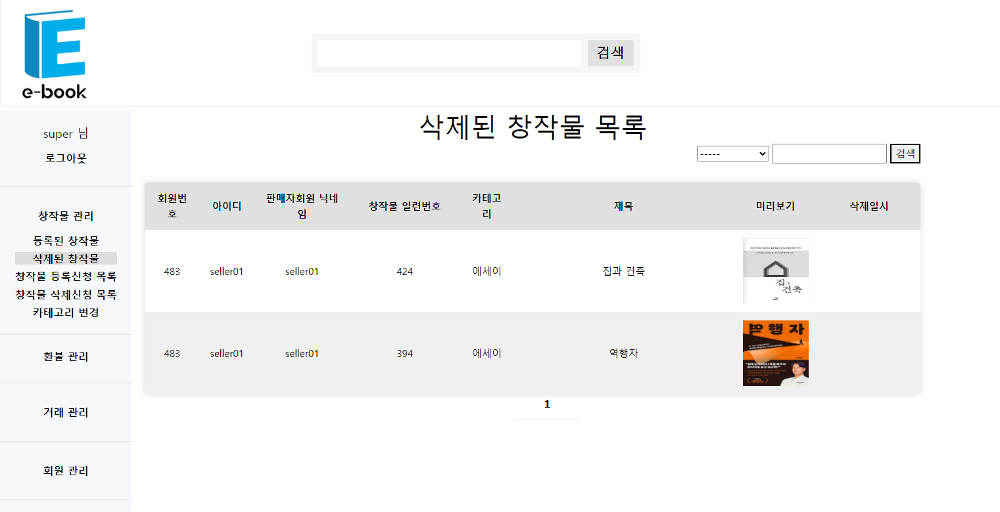 E
e-book
검색
super 님
로그아웃
창작물 관리
등록된 창작물
삭제된 창작물
창작물 등록신청 목록
창작물 삭제신청 목록
카테고리 변경
환불 관리
거래 관리
회원 관리
삭제된 창작물 목록
-----
검색
회원번
호
아이디
판매자회원 닉네
임
창작물 일련번호
카테고
리
제목
미리보기
삭제일시
483
seller01
seller01
424
에세이
집과 건축
집과
건축
483
seller01
seller01
394
에세이
역행자
역행자
1